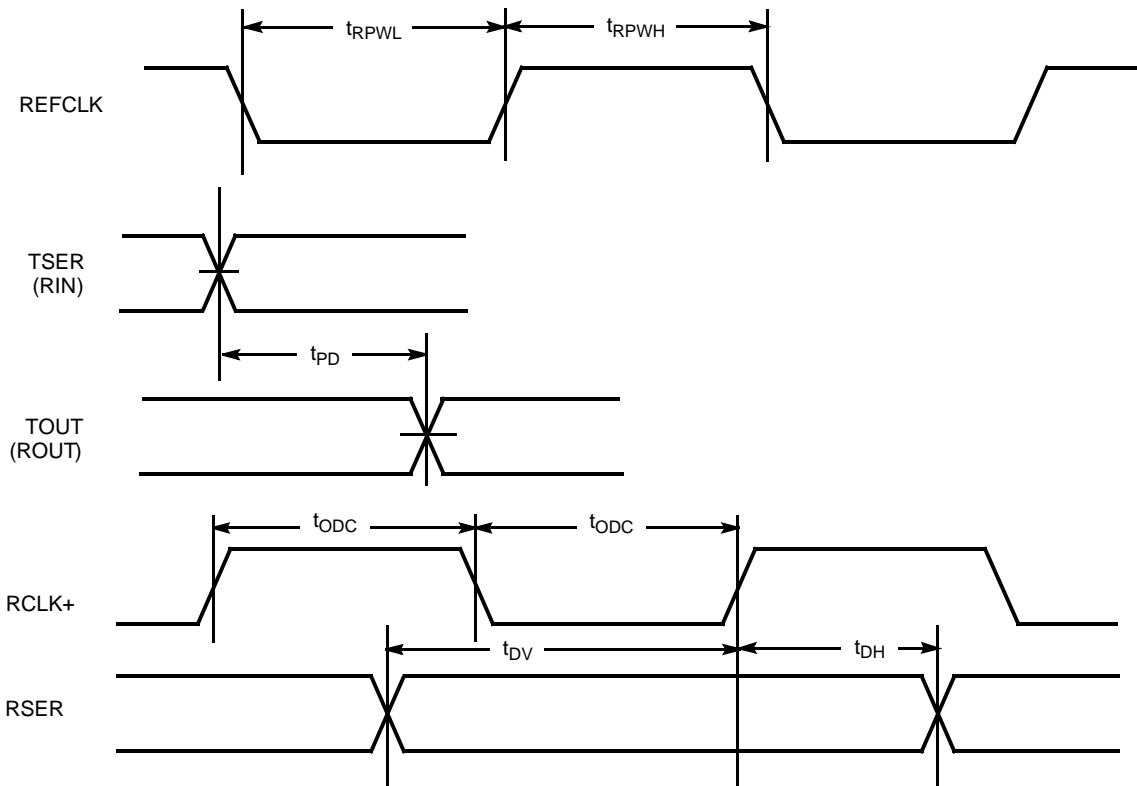 tRPWL
tRPWH
REFCLK
TSER
(RIN)
tPD
TOUT
(ROUT)
tODC
tODC
RCLK+
tDV
tDH
RSER